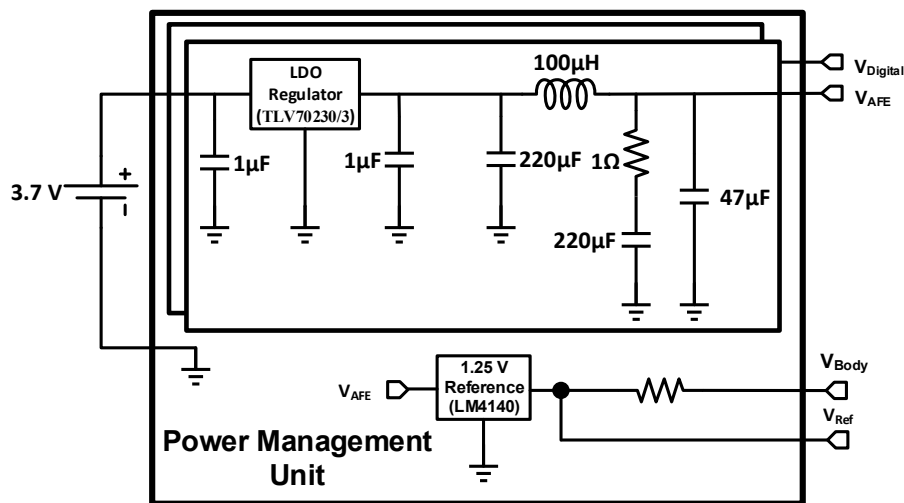 LDO
Regulator
(TLV70230/3)
100µH
V_Digital
V_AFE
1µF
1µF
220µF
1Ω
47µF
220µF
3.7 V
+
–
V_AFE
1.25 V
Reference
(LM4140)
V_Body
V_Ref
Power Management
Unit